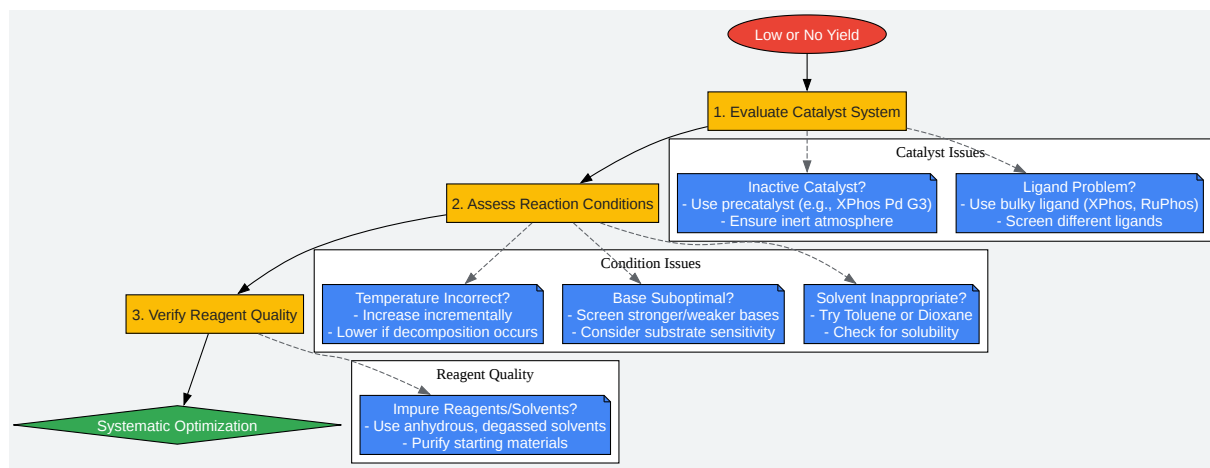 Low or No Yield
1. Evaluate Catalyst System
Catalyst Issues
Inactive Catalyst?
- Use precatalyst (e.g., XPhos Pd G3)
- Ensure inert atmosphere
Ligand Problem?
- Use bulky ligand (XPhos, RuPhos)
- Screen different ligands
2. Assess Reaction Conditions
Condition Issues
Temperature Incorrect?
- Increase incrementally
- Lower if decomposition occurs
Base Suboptimal?
- Screen stronger/weaker bases
- Consider substrate sensitivity
Solvent Inappropriate?
- Try Toluene or Dioxane
- Check for solubility
3. Verify Reagent Quality
Reagent Quality
Impure Reagents/Solvents?
- Use anhydrous, degassed solvents
- Purify starting materials
Systematic Optimization